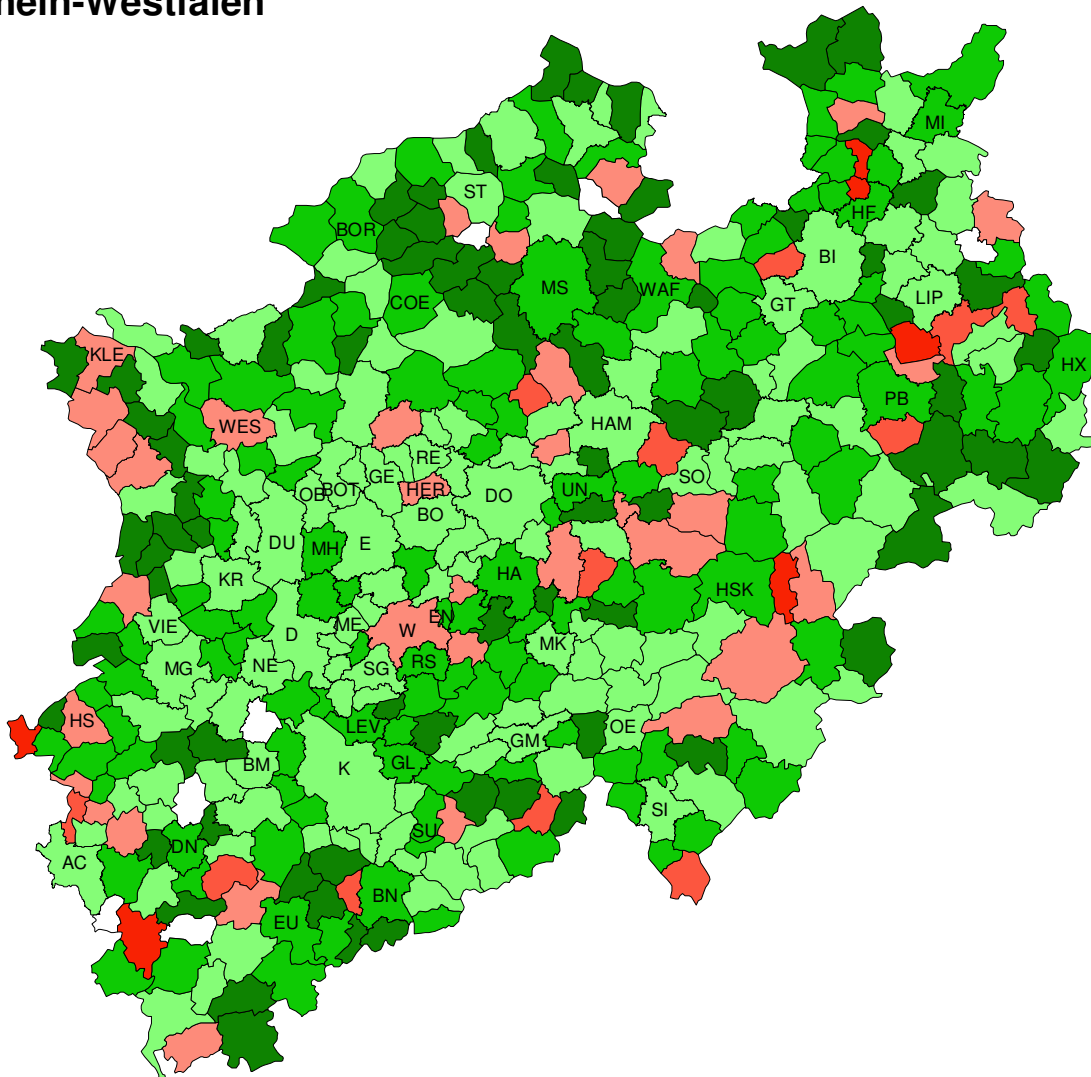 hein-Westfalen
MI
ST
HF
BOR
BI
MS
WAF
COE
LIP
GT
KLE
HX
PB
WES
HAM
RE
GE
SO
OB
BOT
HER
DO
UN
BO
DU
MH
E
HA
KR
HSK
EN
VIE
ME
W
D
MK
NE
MG
SG
RS
HS
LEV
OE
GM
BM
K
GL
SI
SU
DN
AC
BN
EU